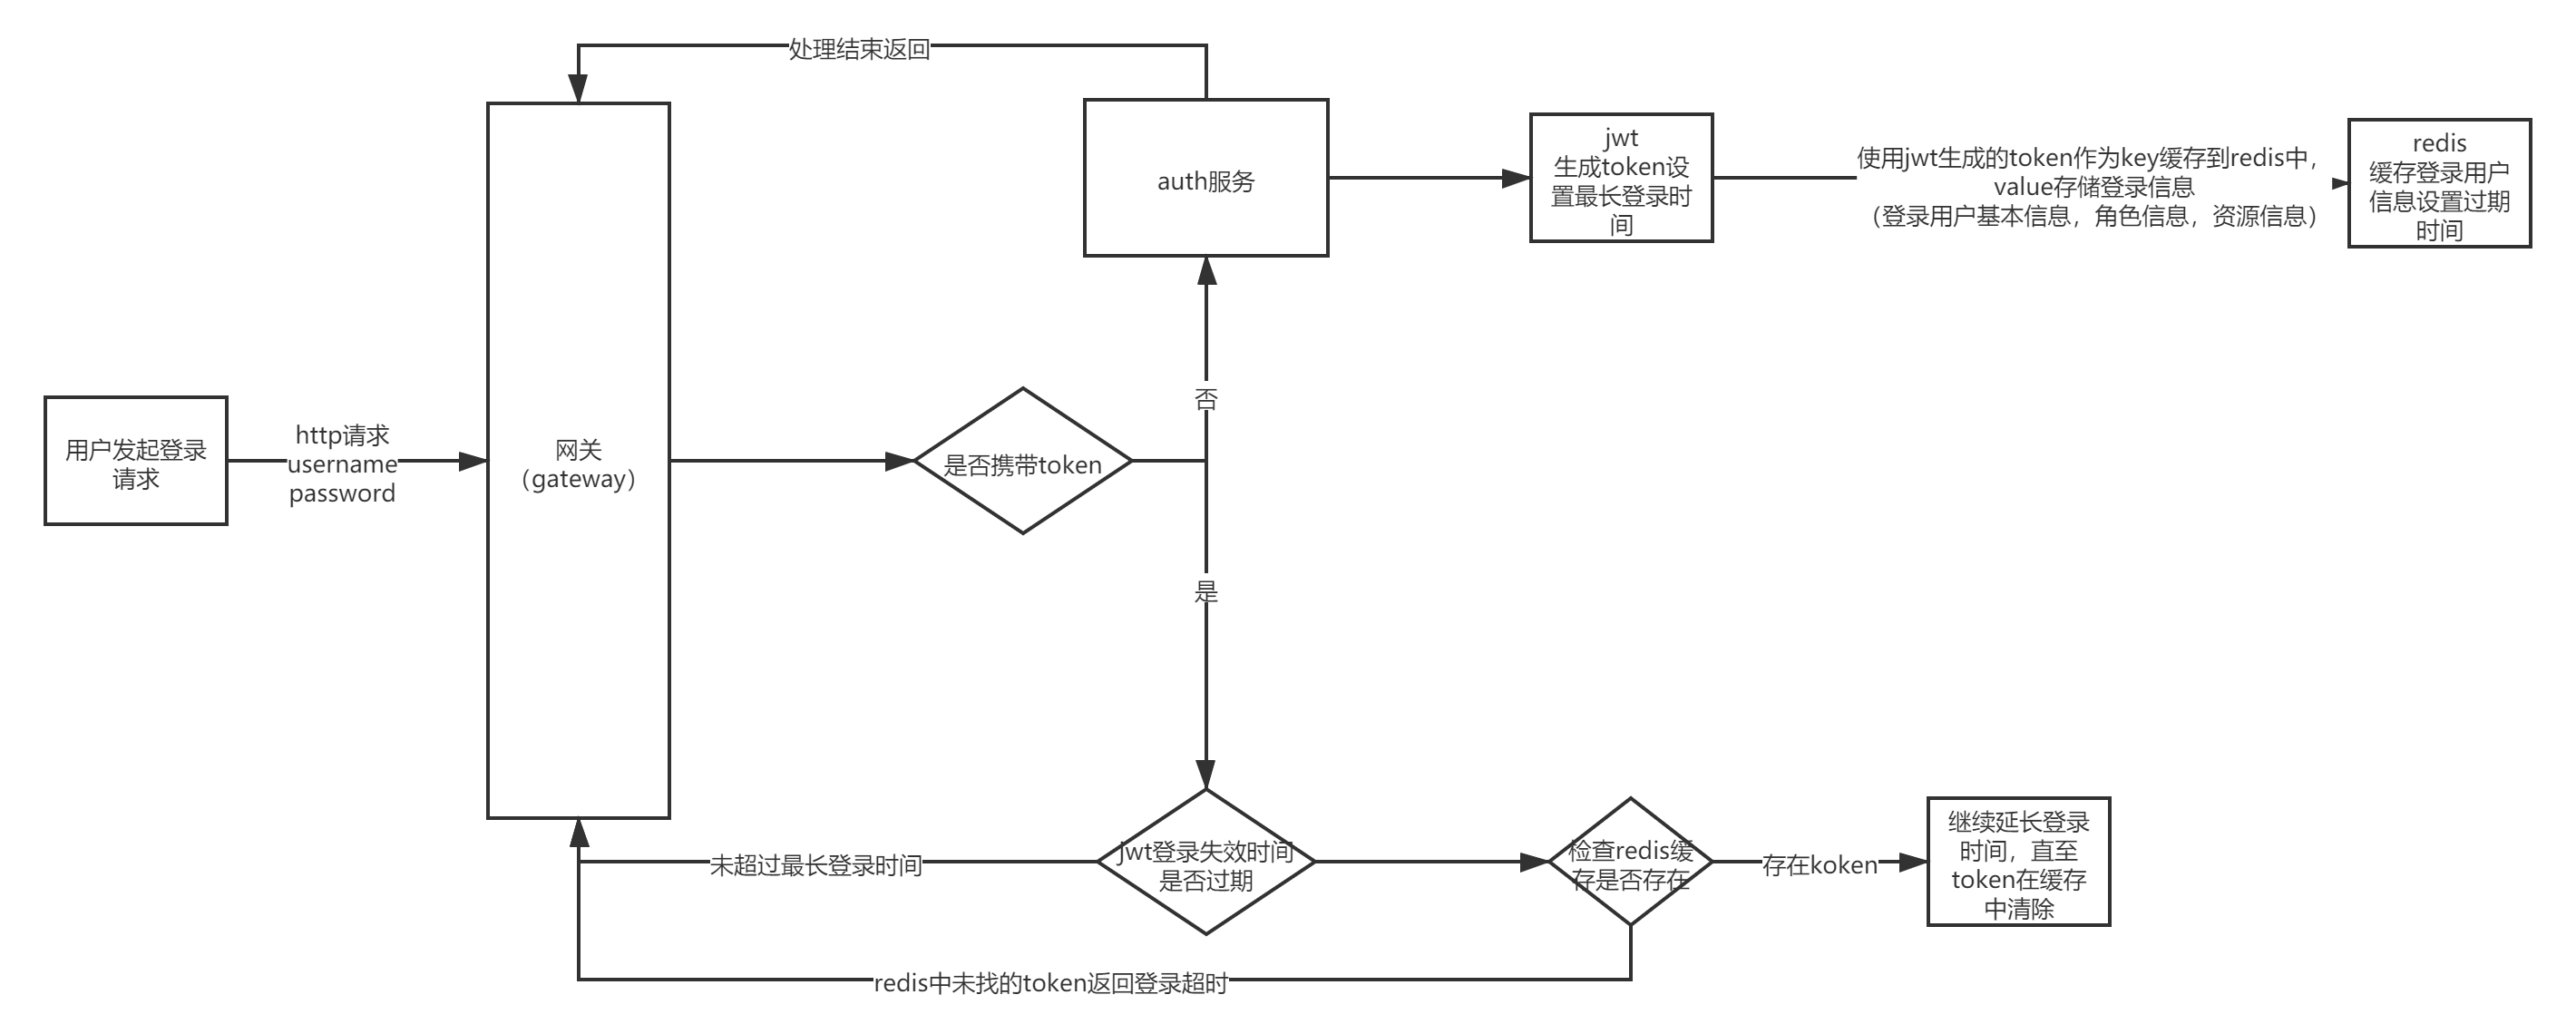 处理结束返回
auth服务
jwt
生成token设
置最长登录时
间
使用jwt生成的token作为key缓存到redis中，
value存储登录信息
（登录用户基本信息，角色信息，资源信息）
redis
缓存登录用户
信息设置过期
时间
用户发起登录
请求
http请求
username
password
网关
（gateway）
是否携带token
否
是
jwt登录失效时间
是否过期
未超过最长登录时间
检查redis缓
存是否存在
存在koken
继续延长登录
时间，直至
token在缓存
中清除
redis中未找的token返回登录超时